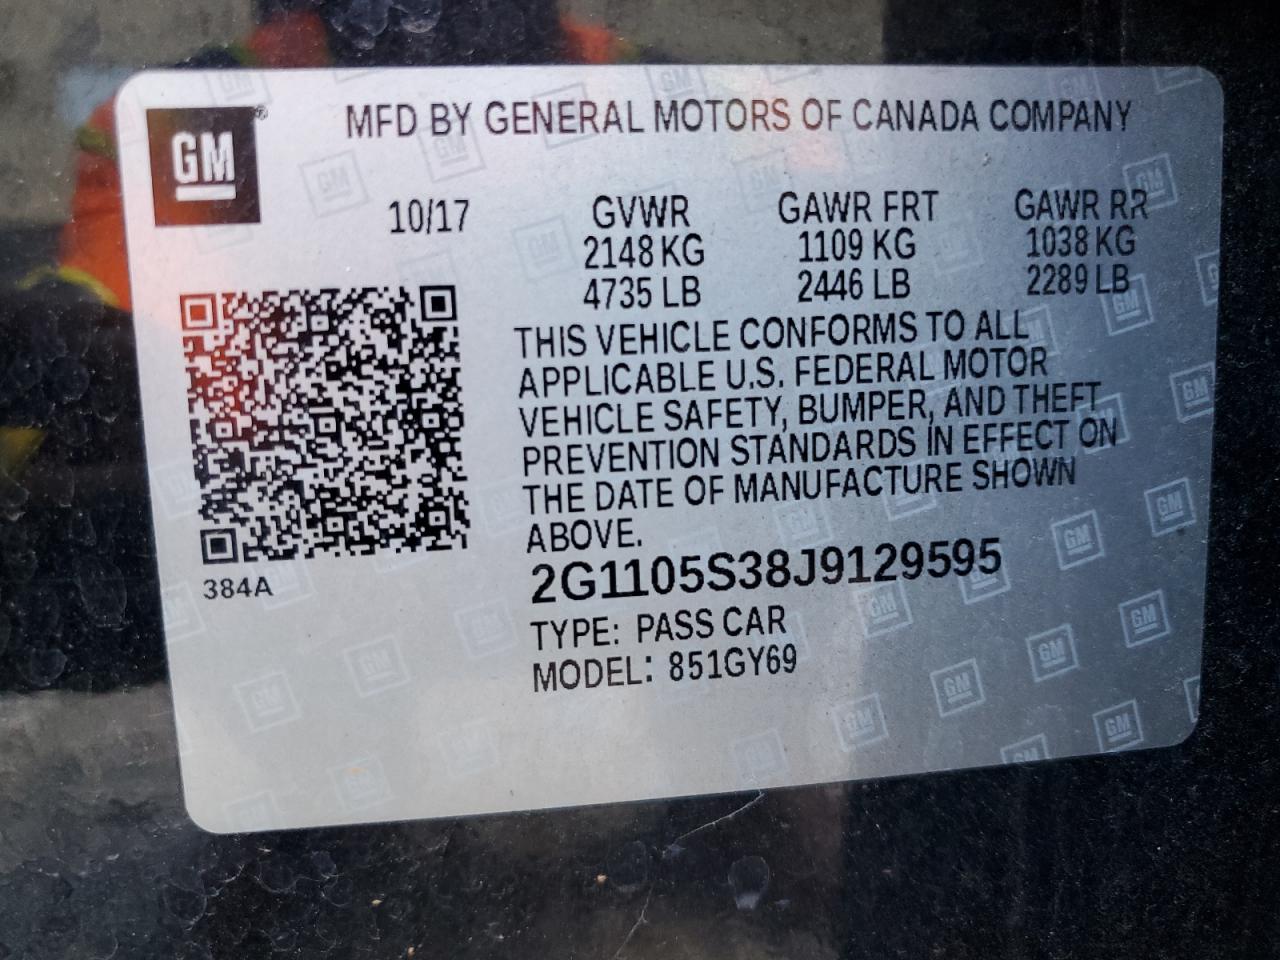 GM®
MFD BY GENERAL MOTORS OF CANADA COMPANY
10/17
GVWR GAWR FRT GAWR RR
2148 KG 1109 KG 1038 KG
4735 LB 2446 LB 2289 LB
THIS VEHICLE CONFORMS TO ALL
APPLICABLE U.S. FEDERAL MOTOR
VEHICLE SAFETY, BUMPER, AND THEFT
PREVENTION STANDARDS IN EFFECT ON
THE DATE OF MANUFACTURE SHOWN
ABOVE.
384A
2G1105S38J9129595
TYPE: PASS CAR
MODEL: 851GY69